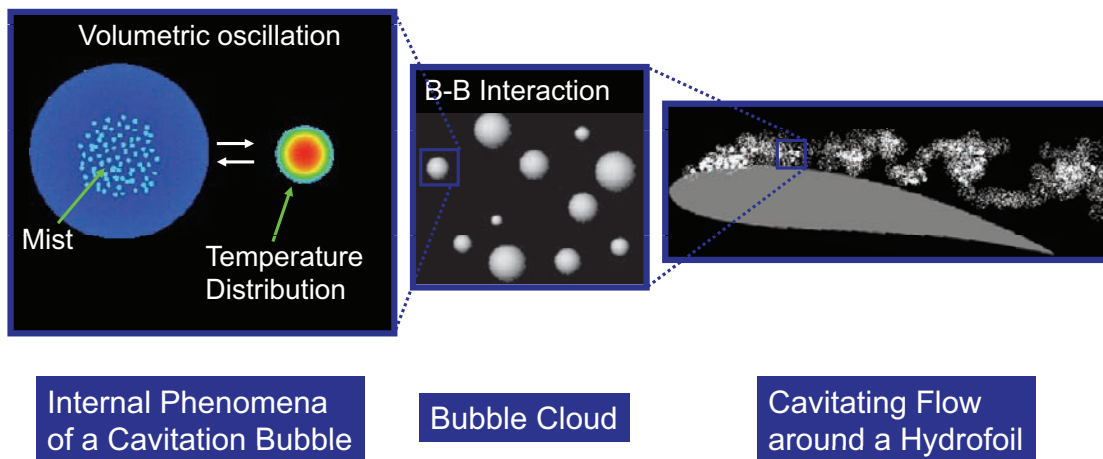 Volumetric oscillation
Mist
Temperature
Distribution
B-B Interaction
Internal Phenomena
of a Cavitation Bubble
Bubble Cloud
Cavitating Flow
around a Hydrofoil